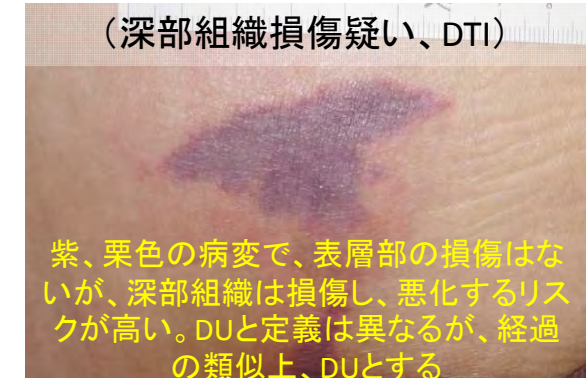 （深部組織損傷疑い、DTI）
紫、栗色の病変で、表層部の損傷はな
いが、深部組織は損傷し、悪化するリス
クが高い。DUと定義は異なるが、経過
の類似上、DUとする